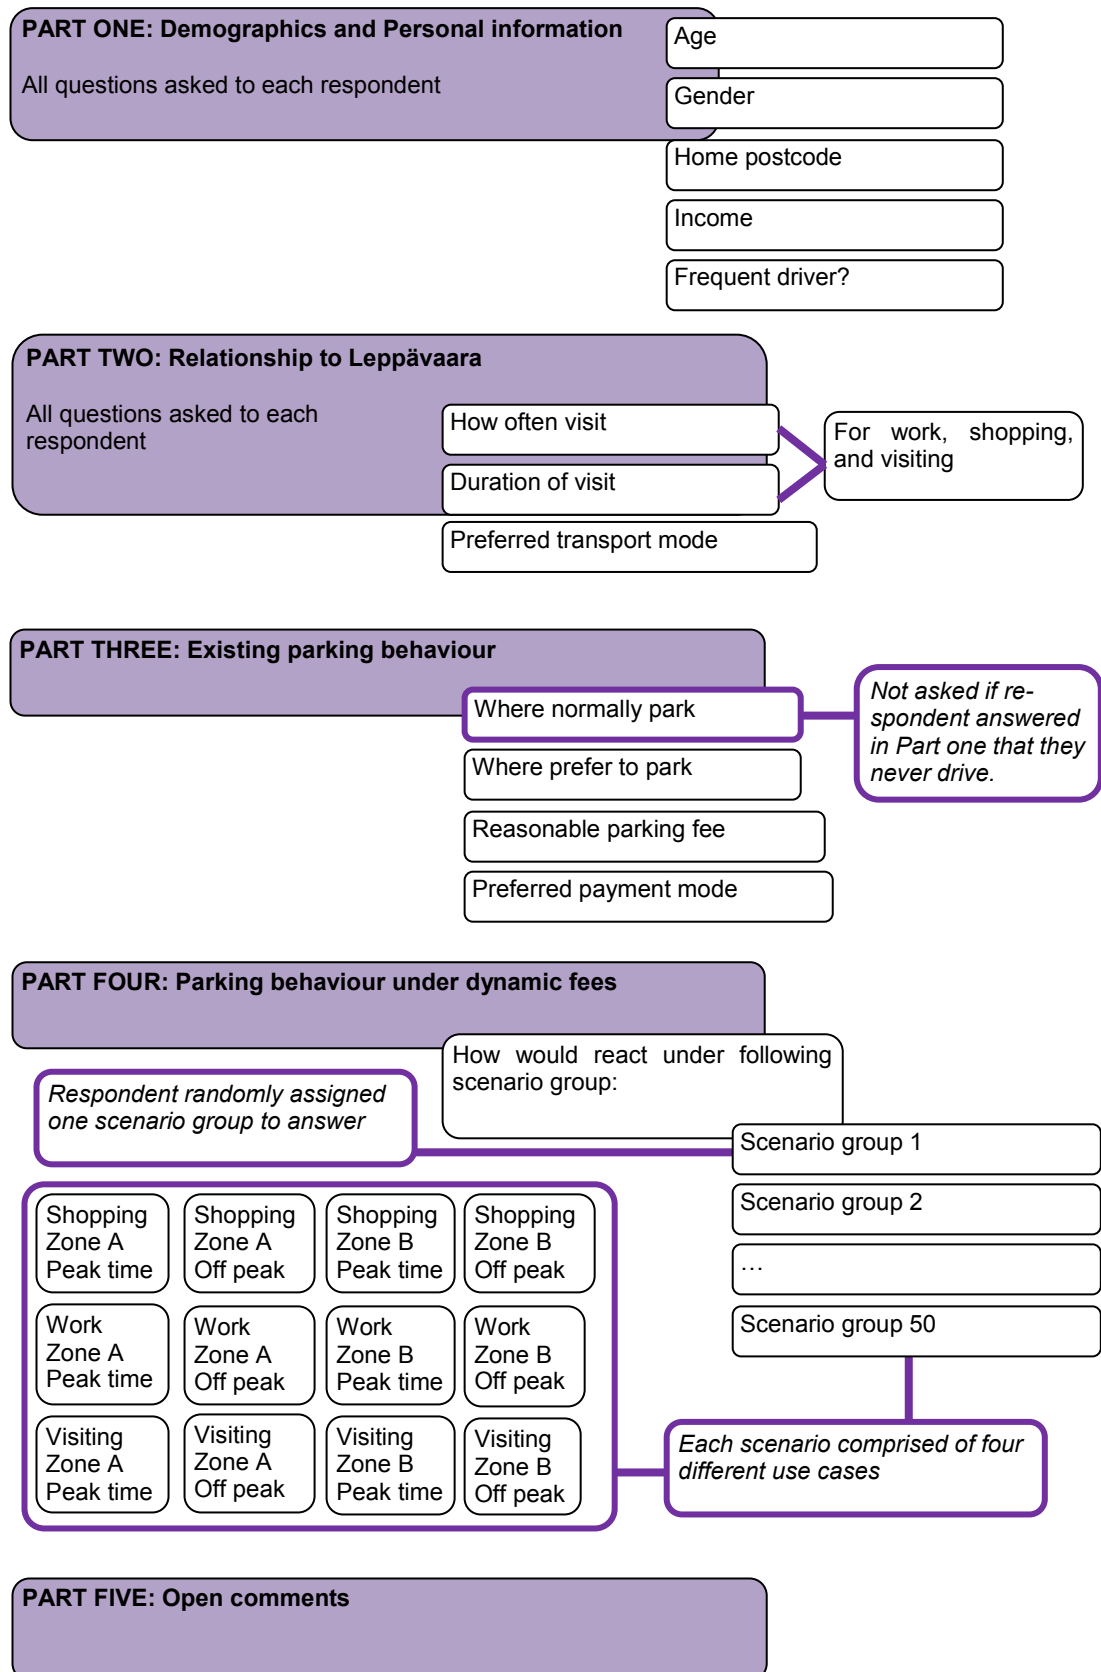 PART ONE: Demographics and Personal information
All questions asked to each respondent
Age
Gender
Home postcode
Income
Frequent driver?
PART TWO: Relationship to Leppävaara
All questions asked to each
respondent
How often visit
Duration of visit
Preferred transport mode
For work, shopping,
and visiting
PART THREE: Existing parking behaviour
Where normally park
Where prefer to park
Reasonable parking fee
Preferred payment mode
Not asked if re-
spondent answered
in Part one that they
never drive.
PART FOUR: Parking behaviour under dynamic fees
How would react under following
scenario group:
Respondent randomly assigned
one scenario group to answer
Scenario group 1
Scenario group 2
…
Scenario group 50
Shopping
Zone A
Peak time
Shopping
Zone A
Off peak
Shopping
Zone B
Peak time
Shopping
Zone B
Off peak
Work
Zone A
Peak time
Work
Zone A
Off peak
Work
Zone B
Peak time
Work
Zone B
Off peak
Visiting
Zone A
Peak time
Visiting
Zone A
Off peak
Visiting
Zone B
Peak time
Visiting
Zone B
Off peak
Each scenario comprised of four
different use cases
PART FIVE: Open comments